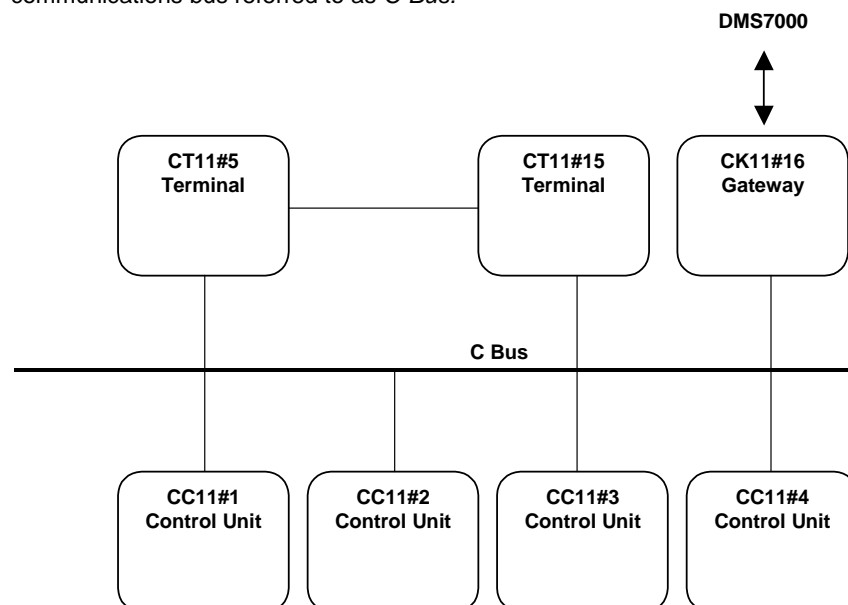 communications bus referred to as C Bus.
DMS7000
CT11#5
Terminal
CT11#15
Terminal
CK11#16
Gateway
C Bus
CC11#1
Control Unit
CC11#2
Control Unit
CC11#3
Control Unit
CC11#4
Control Unit